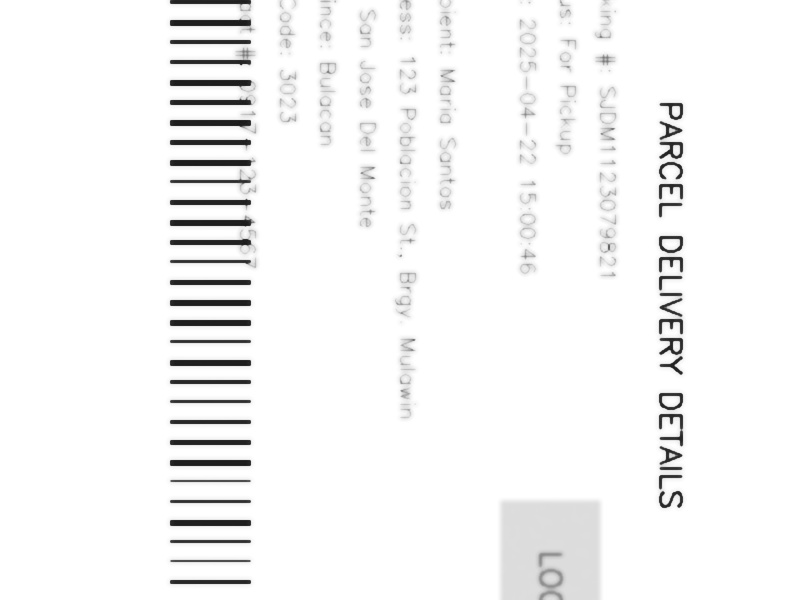 PARCEL DELIVERY DETAILS
king #: SJDM1123079821
us: For Pickup
: 2025-04-22 15:00:46
LOC
pient: Maria Santos
ess: 123 Poblacion St., Brgy. Mulawin
San Jose Del Monte
ince: Bulacan
Code: 3023
act #: 0917-123-4567